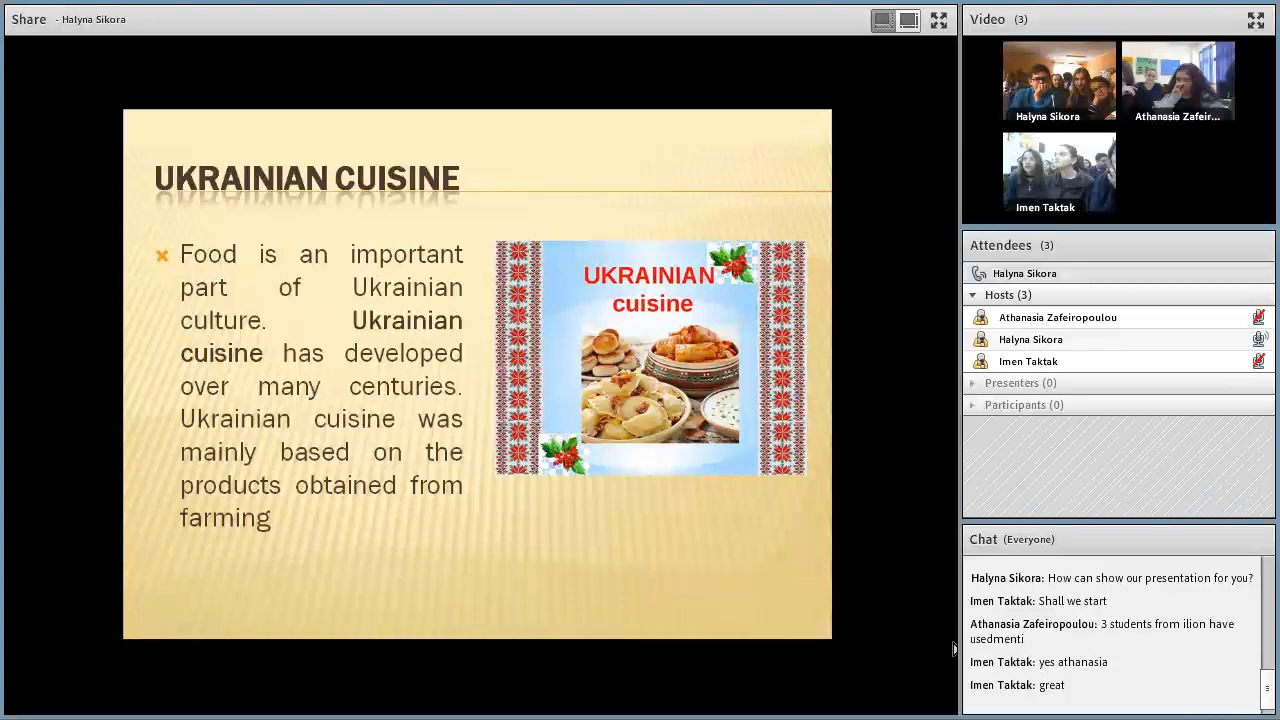 Share - Halyna Sikora
UKRAINIAN CUISINE
Food is an important
part of Ukrainian
culture. Ukrainian
cuisine has developed
over many centuries.
Ukrainian cuisine was
mainly based on the
products obtained from
farming
UKRAINIAN
cuisine
Video (3)
Halyna Sikora
Athanasia Zafeir...
Imen Taktak
Attendees (3)
Halyna Sikora
Hosts (3)
Athanasia Zafeiropoulou
Halyna Sikora
Imen Taktak
Presenters (0)
Participants (0)
Chat (Everyone)
Halyna Sikora: How can show our presentation for you?
Imen Taktak: Shall we start
Athanasia Zafeiropoulou: 3 students from ilion have
usedmenti
Imen Taktak: yes athanasia
Imen Taktak: great